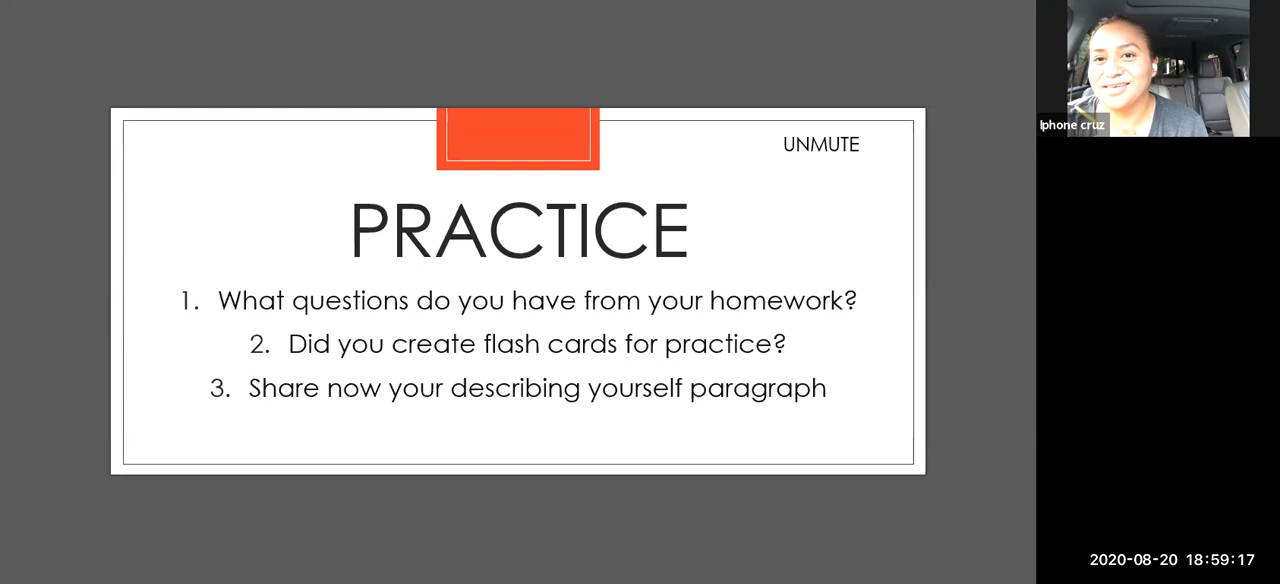 UNMUTE
PRACTICE
1. What questions do you have from your homework?
2. Did you create flash cards for practice?
3. Share now your describing yourself paragraph
Iphone cruz
2020-08-20 18:59:17